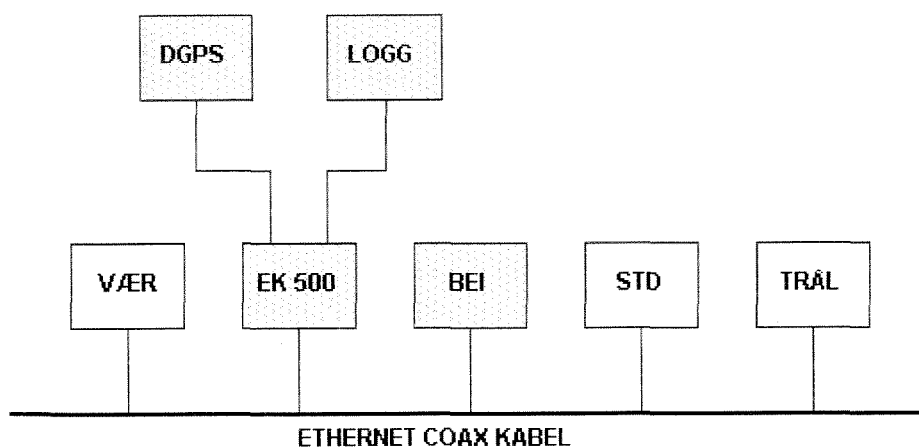 DGPS
LOGG
VÆR
EK 500
BEI
STD
TRÅL
ETHERNET COAX KABEL